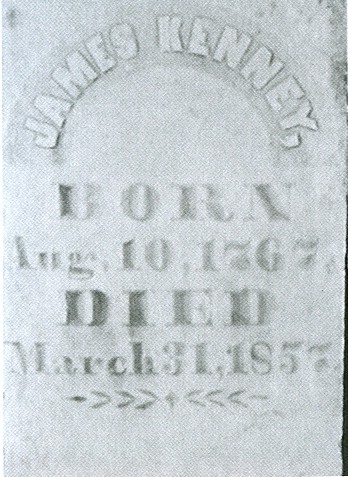 JAMES KENNEY,
BORN
Aug. 10, 1767,
DIED
March 31, 1857.